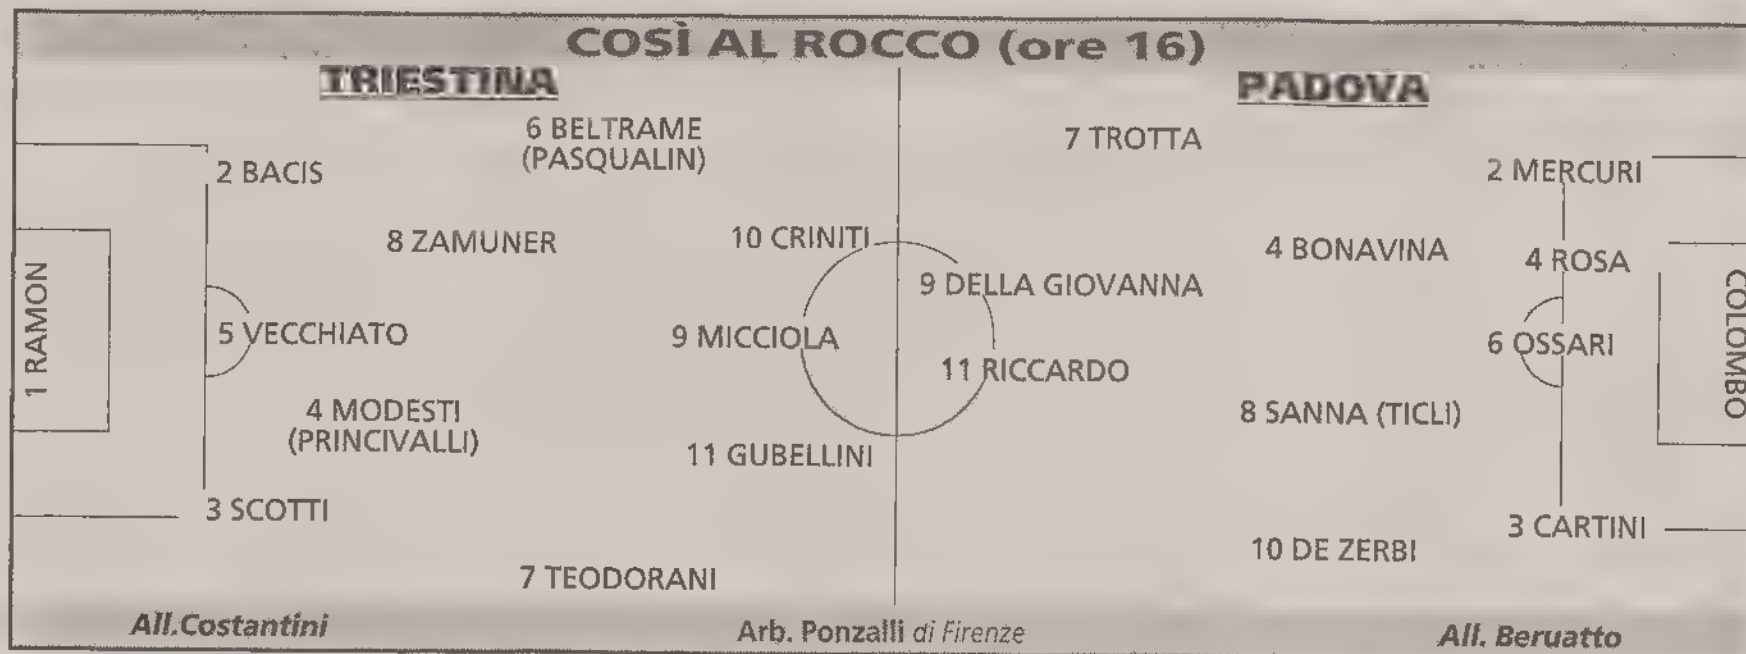 COSÌ AL ROCCO (ore 16)
TRIESTINA
1 RAMON
2 BACIS
6 BELTRAME
(PASQUALIN)
8 ZAMUNER
10 CRINITI
5 VECCHIATO
9 MICCIOLA
4 MODESTI
(PRINCIVALLI)
11 GUBELLINI
3 SCOTTI
7 TEODORANI
All.Costantini
Arb. Ponzalli di Firenze
PADOVA
7 TROTTA
2 MERCURI
4 BONAVINA
4 ROSA
9 DELLA GIOVANNA
6 OSSARI
11 RICCARDO
8 SANNA (TICLI)
3 CARTINI
10 DE ZERBI
COLOMBO
All. Beruatto